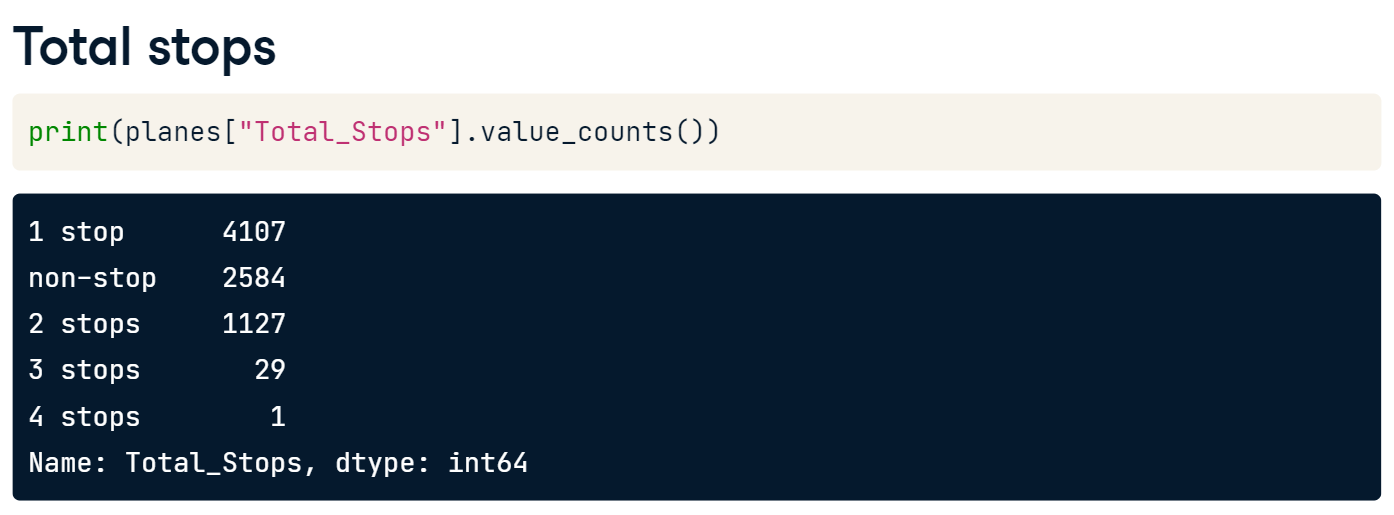 Total stops
print(planes["Total_Stops"].value_counts())
1 stop      4107
non-stop    2584
2 stops     1127
3 stops       29
4 stops        1
Name: Total_Stops, dtype: int64